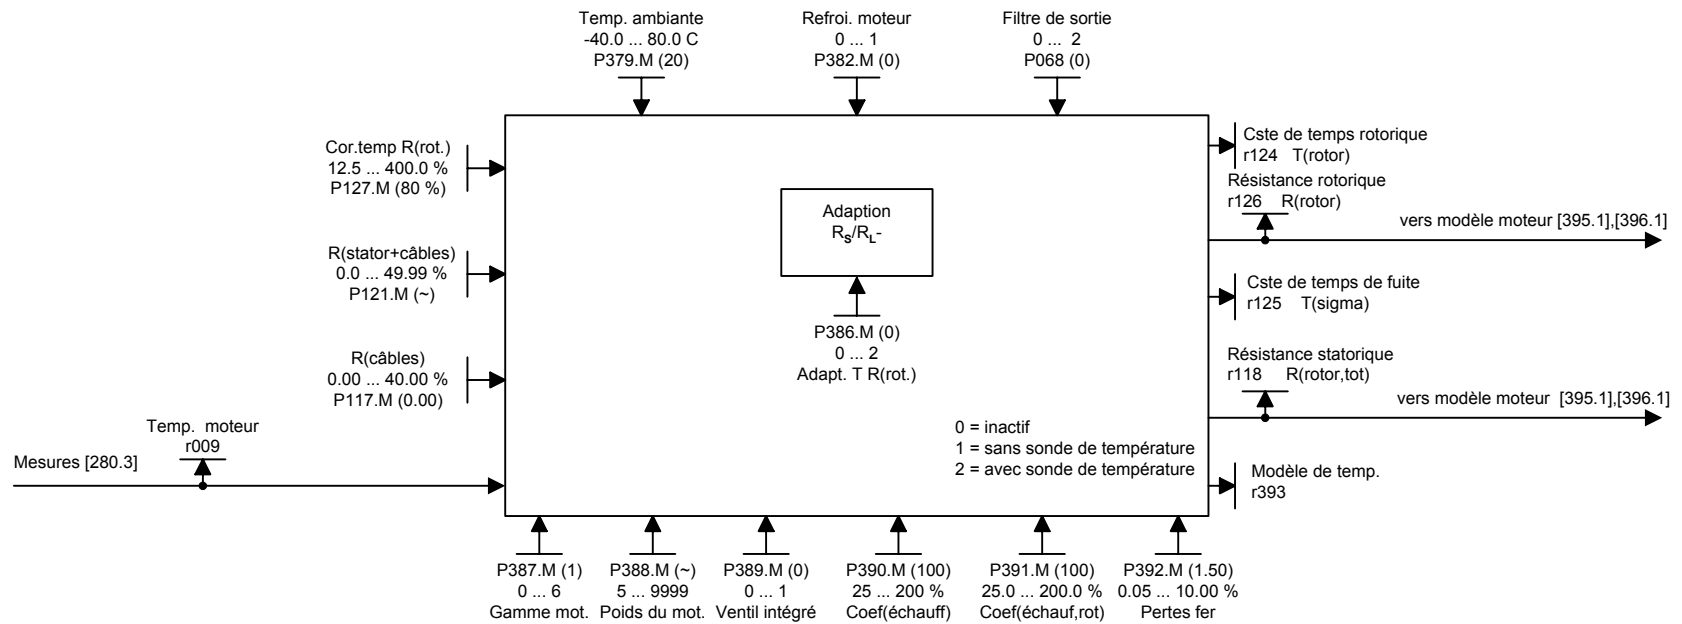 Temp. ambiante
-40.0 ... 80.0 C
P379.M (20)
Refroi. moteur
0 ... 1
P382.M (0)
Filtre de sortie
0 ... 2
P068 (0)
Cor.temp R(rot.)
12.5 ... 400.0 %
P127.M (80 %)
R(stator+câbles)
0.0 ... 49.99 %
P121.M (~)
R(câbles)
0.00 ... 40.00 %
P117.M (0.00)
Temp. moteur
r009
Mesures [280.3]
Adaption
RS/RL-
P386.M (0)
0 ... 2
Adapt. T R(rot.)
0 = inactif
1 = sans sonde de température
2 = avec sonde de température
Cste de temps rotorique
r124 T(rotor)
Résistance rotorique
r126 R(rotor)
vers modèle moteur [395.1],[396.1]
Cste de temps de fuite
r125 T(sigma)
Résistance statorique
r118 R(rotor,tot)
vers modèle moteur [395.1],[396.1]
Modèle de temp.
r393
P387.M (1)
0 ... 6
Gamme mot.
P388.M (~)
5 ... 9999
Poids du mot.
P389.M (0)
0 ... 1
Ventil intégré
P390.M (100)
25 ... 200 %
Coef(échauff)
P391.M (100)
25.0 ... 200.0 %
Coef(échauf,rot)
P392.M (1.50)
0.05 ... 10.00 %
Pertes fer